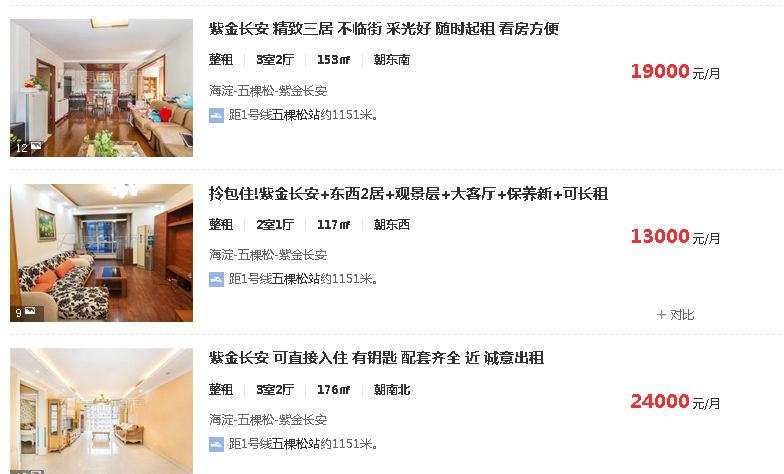 紫金长安 精致三居 不临街 采光好 随时起租 看房方便
整租 3室2厅 153㎡ 朝东南
19000元/月
海淀-五棵松-紫金长安
距1号线五棵松站约1151米。
12
拎包住!紫金长安+东西2居+观景层+大客厅+保养新+可长租
整租 2室1厅 117㎡ 朝东西
13000元/月
海淀-五棵松-紫金长安
距1号线五棵松站约1151米。
9
+ 对比
紫金长安 可直接入住 有钥匙 配套齐全 近 诚意出租
整租 3室2厅 176㎡ 朝南北
24000元/月
海淀-五棵松-紫金长安
距1号线五棵松站约1151米。